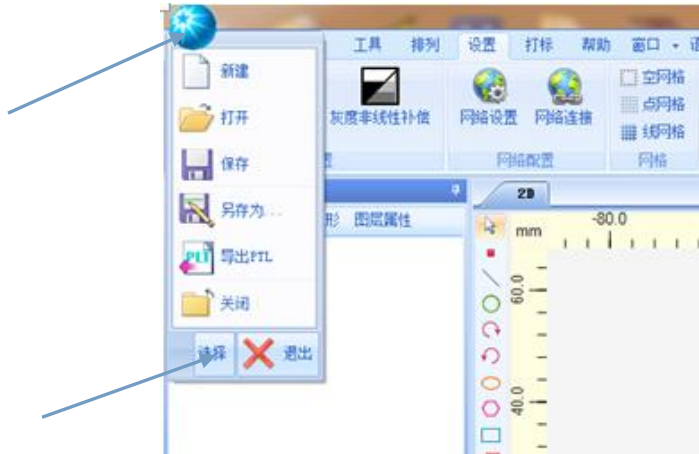 工具 排列 设置 打标 帮助 窗口
新建
打开
保存
另存为...
导出PTL
关闭
选择 退出
灰度非线性补偿
网络设置 网络连接
网络配置
空网格
点网格
线网格
网格
形 图层属性
2D
mm
-80.0
60.0
40.0
PLT